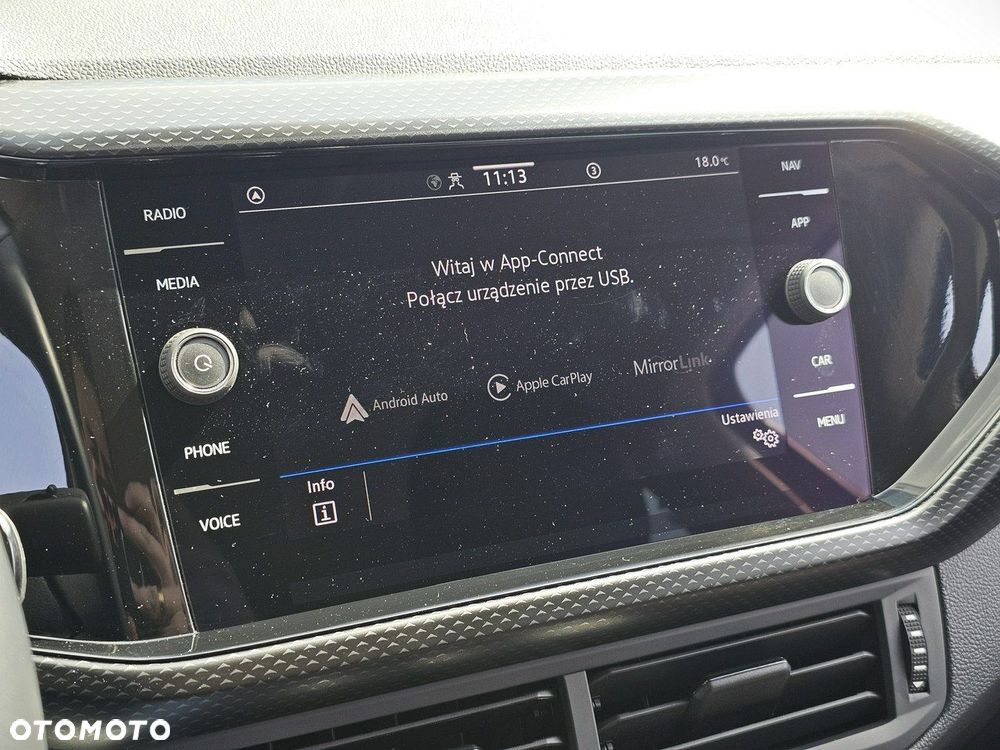 11:13
3
18.0°C
NAV
RADIO
APP
MEDIA
Witaj w App-Connect
Połącz urządzenie przez USB.
Android Auto
Apple CarPlay
MirrorLink
CAR
Ustawienia
MENU
PHONE
Info
i
VOICE
OTOMOTO